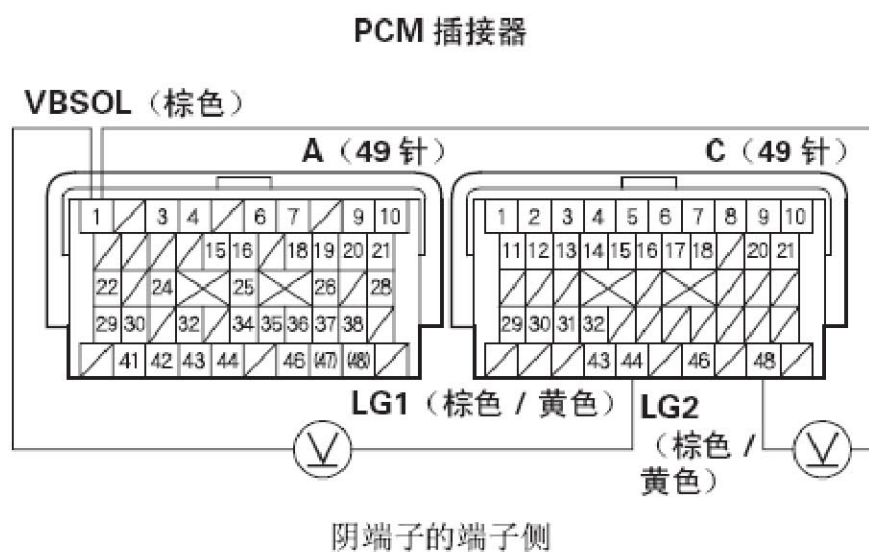 PCM 插接器
VBSOL（棕色）
A（49 针）
C（49 针）
1 3 4 6 7 9 10
15 16 18 19 20 21
22 24 25 26 28
29 30 32 34 35 36 37 38
41 42 43 44 46 (47) (48)
1 2 3 4 5 6 7 8 9 10
11 12 13 14 15 16 17 18 20 21
29 30 31 32
43 44 46 48
LG1（棕色 / 黄色）
LG2
（棕色 /
黄色）
V
V
阴端子的端子侧